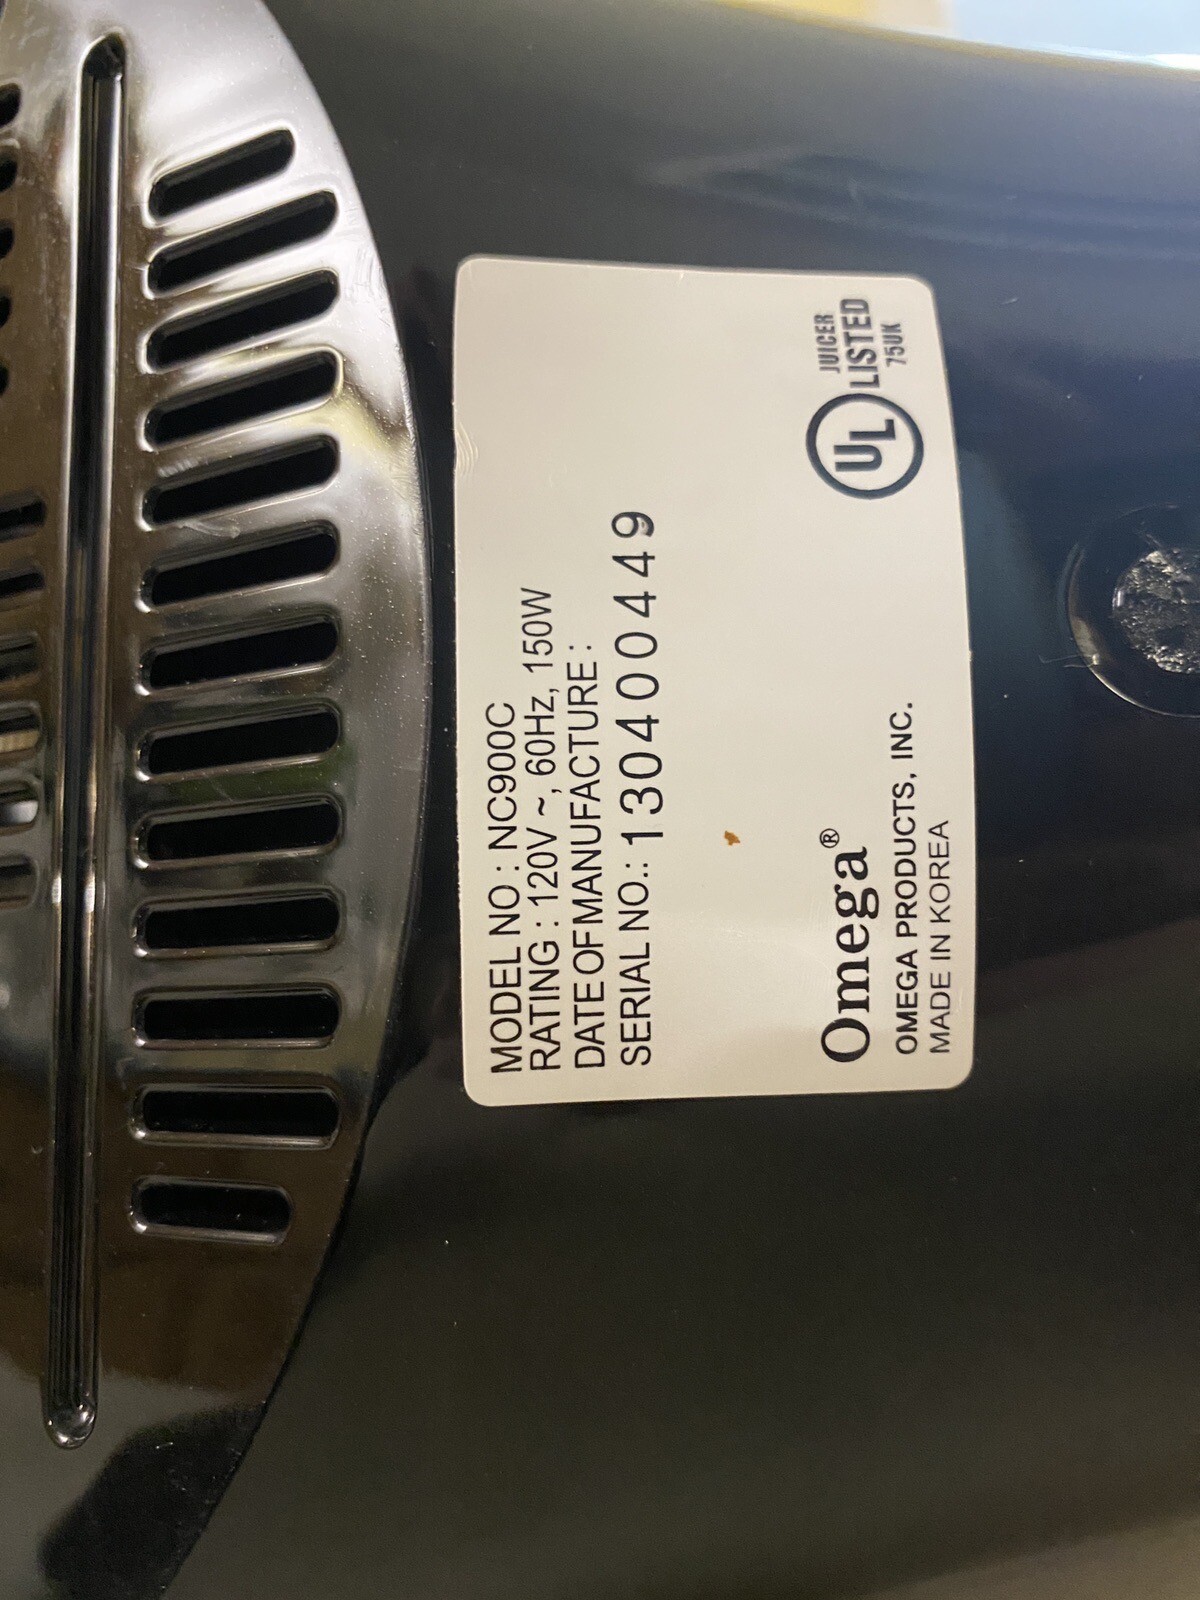 MODEL NO : NC900C
RATING : 120V ~, 60Hz, 150W
DATE OF MANUFACTURE :
SERIAL NO.: 1304000449
Omega®
OMEGA PRODUCTS, INC.
MADE IN KOREA
UL
JUICER
LISTED
75UK